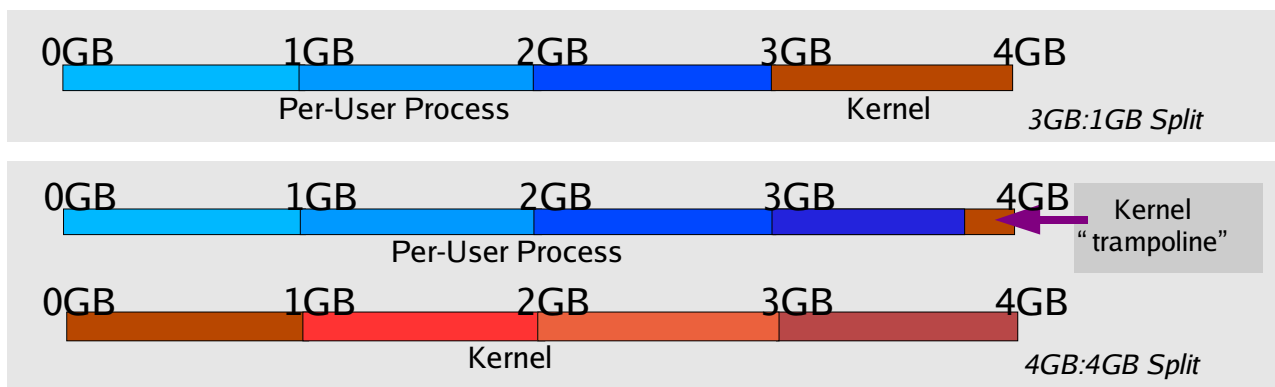 0GB 1GB 2GB 3GB 4GB
Per-User Process Kernel
3GB:1GB Split
0GB 1GB 2GB 3GB 4GB
Kernel
“ trampoline”
Per-User Process
0GB 1GB 2GB 3GB 4GB
Kernel
4GB:4GB Split